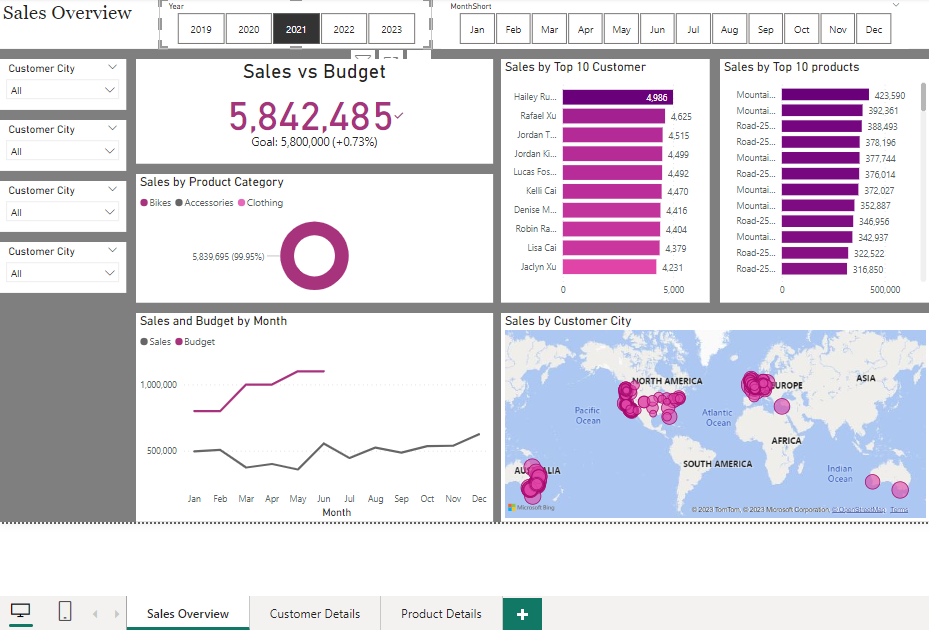 Sales Overview
Year
2019 2020 2021 2022 2023
MonthShort
Jan Feb Mar Apr May Jun Jul Aug Sep Oct Nov Dec
Customer City
All
Customer City
All
Customer City
All
Customer City
All
Sales vs Budget
5,842,485
Goal: 5,800,000 (+0.73%)
Sales by Product Category
Bikes Accessories Clothing
5,839,695 (99.95%)
Sales by Top 10 Customer
Hailey Ru... 4,986
Rafael Xu 4,625
Jordan T... 4,515
Jordan Ki... 4,499
Lucas Fos... 4,492
Kelli Cai 4,470
Denise M... 4,416
Robin Ra... 4,404
Lisa Cai 4,379
Jaclyn Xu 4,231
0 5,000
Sales by Top 10 products
Mountai... 423,590
Mountai... 392,361
Road-25... 388,493
Road-25... 378,196
Mountai... 377,744
Road-25... 376,014
Mountai... 372,027
Mountai... 352,887
Road-25... 346,956
Mountai... 342,937
Road-25... 322,522
Road-25... 316,850
0 500,000
Sales and Budget by Month
Sales Budget
1,000,000
500,000
Jan Feb Mar Apr May Jun Jul Aug Sep Oct Nov Dec
Month
Sales by Customer City
NORTH AMERICA
EUROPE
ASIA
Pacific
Ocean
Atlantic
Ocean
AFRICA
SOUTH AMERICA
AU LIA
Indian
Ocean
Microsoft Bing
© 2023 TomTom, © 2023 Microsoft Corporation, © OpenStreetMap Terms
Sales Overview Customer Details Product Details +